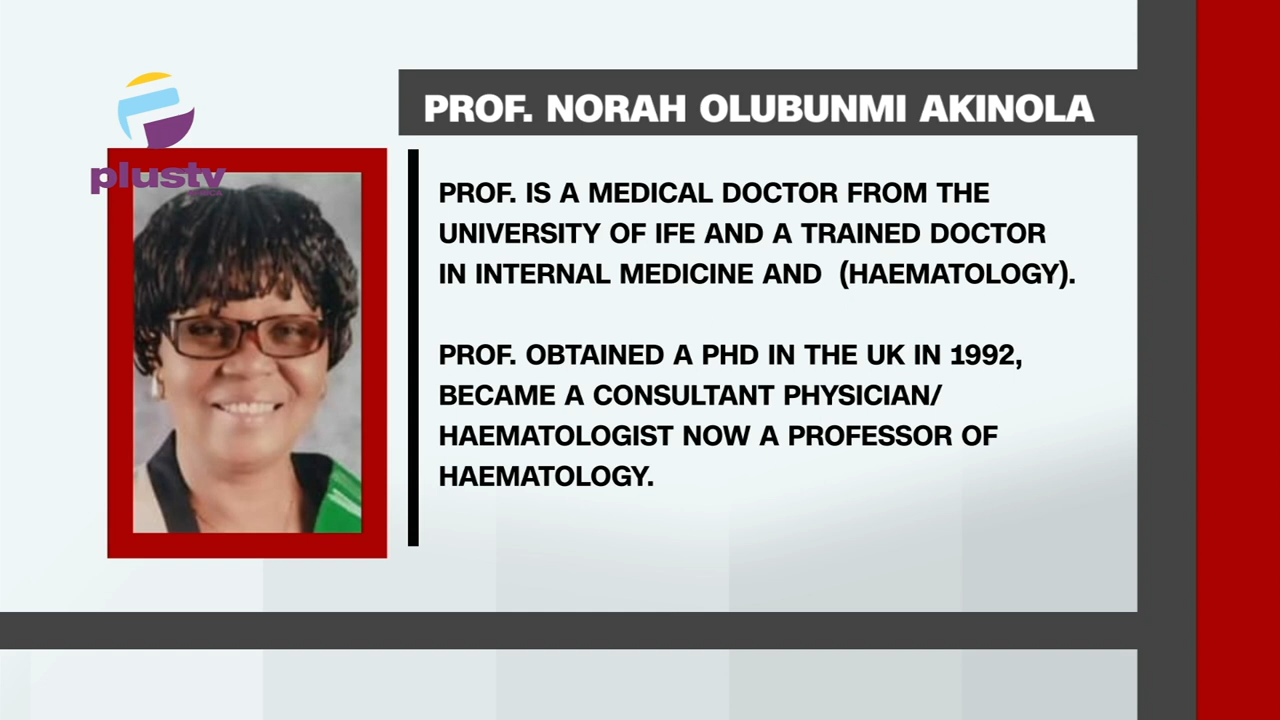 PROF. NORAH OLUBUNMI AKINOLA
plustv
PROF. IS A MEDICAL DOCTOR FROM THE
UNIVERSITY OF IFE AND A TRAINED DOCTOR
IN INTERNAL MEDICINE AND (HAEMATOLOGY).
PROF. OBTAINED A PHD IN THE UK IN 1992,
BECAME A CONSULTANT PHYSICIAN/
HAEMATOLOGIST NOW A PROFESSOR OF
HAEMATOLOGY.